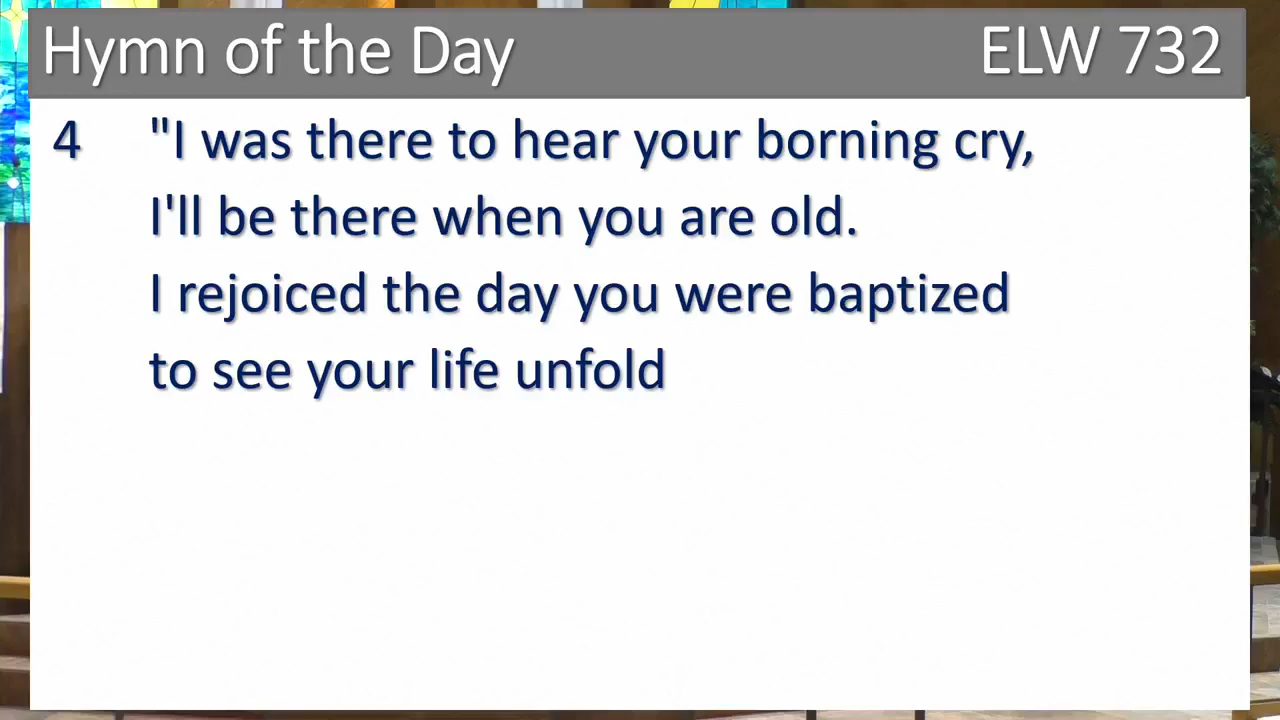 Hymn of the Day ELW 732
4 "I was there to hear your borning cry,
I'll be there when you are old.
I rejoiced the day you were baptized
to see your life unfold